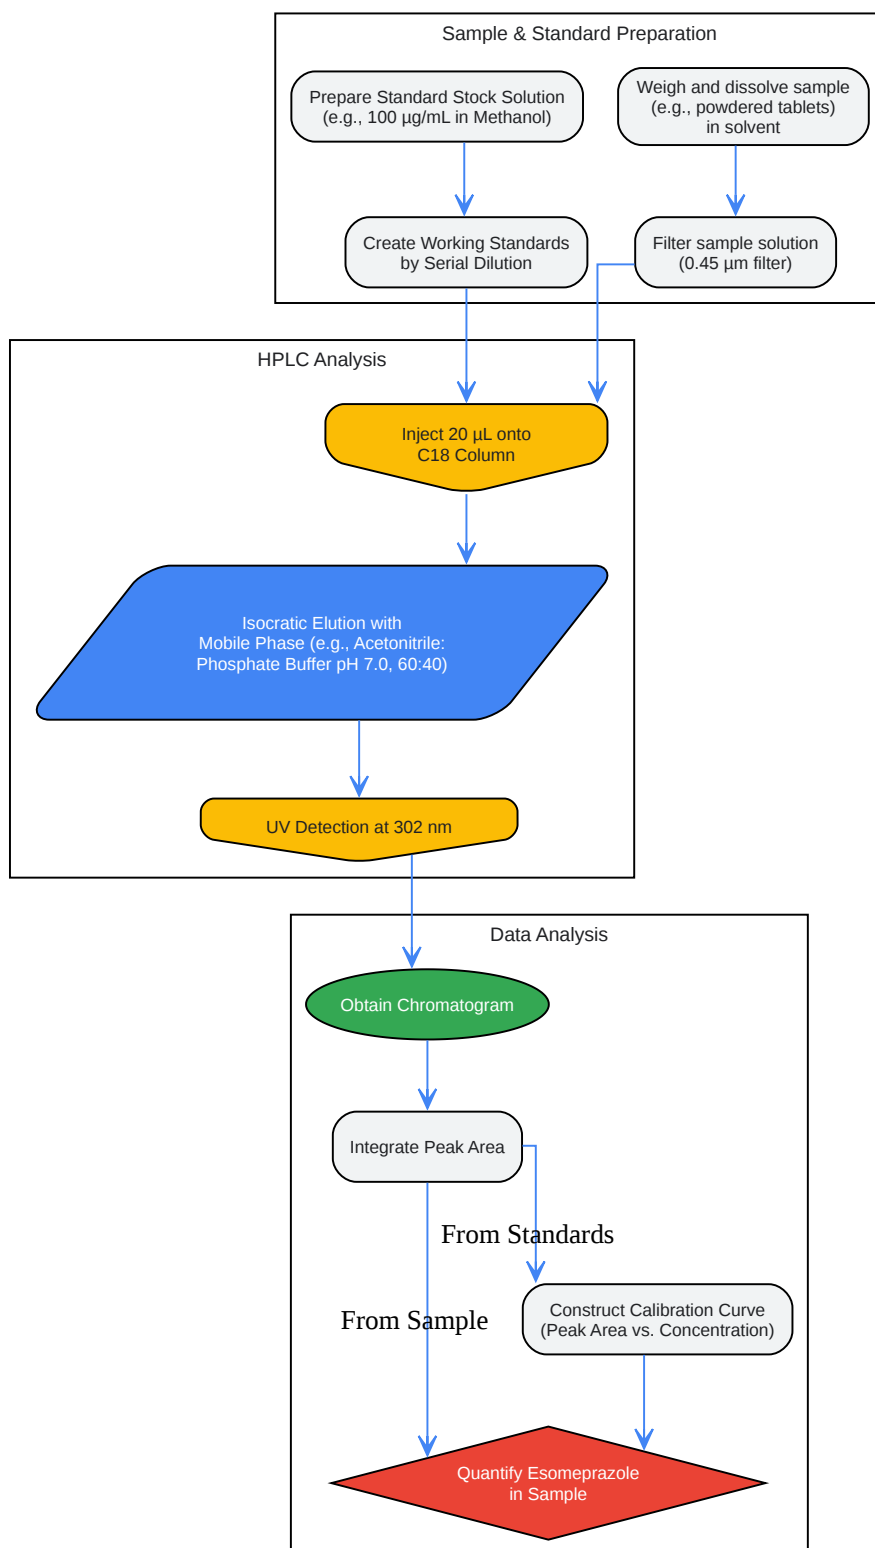 Sample & Standard Preparation
Prepare Standard Stock Solution
(e.g., 100 µg/mL in Methanol)
Weigh and dissolve sample
(e.g., powdered tablets)
in solvent
Create Working Standards
by Serial Dilution
Filter sample solution
(0.45 µm filter)
HPLC Analysis
Inject 20 µL onto
C18 Column
Isocratic Elution with
Mobile Phase (e.g., Acetonitrile:
Phosphate Buffer pH 7.0, 60:40)
UV Detection at 302 nm
Data Analysis
Obtain Chromatogram
Integrate Peak Area
From Standards
From Sample
Construct Calibration Curve
(Peak Area vs. Concentration)
Quantify Esomeprazole
in Sample